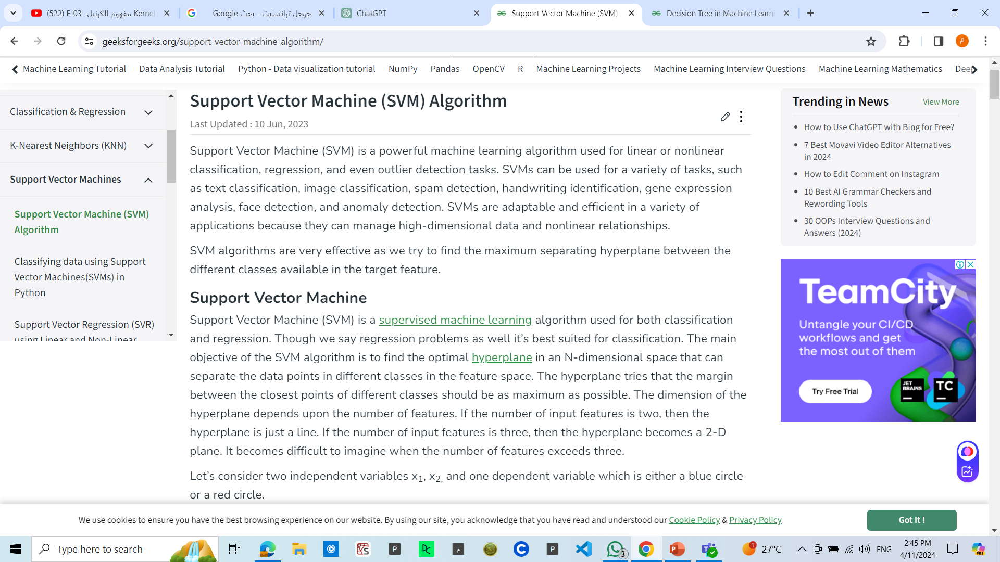 (522) F-03 -مفهوم الكرنيل Kernel
Google جوجل ترانسليت - بحث
ChatGPT
Support Vector Machine (SVM)
Decision Tree in Machine Learni
geeksforgeeks.org/support-vector-machine-algorithm/
P
Machine Learning Tutorial Data Analysis Tutorial Python - Data visualization tutorial NumPy Pandas OpenCV R Machine Learning Projects Machine Learning Interview Questions Machine Learning Mathematics Deep
Classification & Regression
K-Nearest Neighbors (KNN)
Support Vector Machines
Support Vector Machine (SVM)
Algorithm
Classifying data using Support
Vector Machines(SVMs) in
Python
Support Vector Regression (SVR)
using Linear and Non-Linear
Support Vector Machine (SVM) Algorithm
Last Updated : 10 Jun, 2023
Support Vector Machine (SVM) is a powerful machine learning algorithm used for linear or nonlinear
classification, regression, and even outlier detection tasks. SVMs can be used for a variety of tasks, such
as text classification, image classification, spam detection, handwriting identification, gene expression
analysis, face detection, and anomaly detection. SVMs are adaptable and efficient in a variety of
applications because they can manage high-dimensional data and nonlinear relationships.
SVM algorithms are very effective as we try to find the maximum separating hyperplane between the
different classes available in the target feature.
Support Vector Machine
Support Vector Machine (SVM) is a supervised machine learning algorithm used for both classification
and regression. Though we say regression problems as well it’s best suited for classification. The main
objective of the SVM algorithm is to find the optimal hyperplane in an N-dimensional space that can
separate the data points in different classes in the feature space. The hyperplane tries that the margin
between the closest points of different classes should be as maximum as possible. The dimension of the
hyperplane depends upon the number of features. If the number of input features is two, then the
hyperplane is just a line. If the number of input features is three, then the hyperplane becomes a 2-D
plane. It becomes difficult to imagine when the number of features exceeds three.
Let’s consider two independent variables x1, x2, and one dependent variable which is either a blue circle
or a red circle.
Trending in News
View More
How to Use ChatGPT with Bing for Free?
7 Best Movavi Video Editor Alternatives
in 2024
How to Edit Comment on Instagram
10 Best AI Grammar Checkers and
Rewording Tools
30 OOPs Interview Questions and
Answers (2024)
TeamCity
Untangle your CI/CD
workflows and get
the most out of them
Try Free Trial
JET
BRAINS
TC
We use cookies to ensure you have the best browsing experience on our website. By using our site, you acknowledge that you have read and understood our Cookie Policy & Privacy Policy
Got It !
Type here to search
P
P
3
1
27°C
ENG
2:45 PM
4/11/2024
PRE